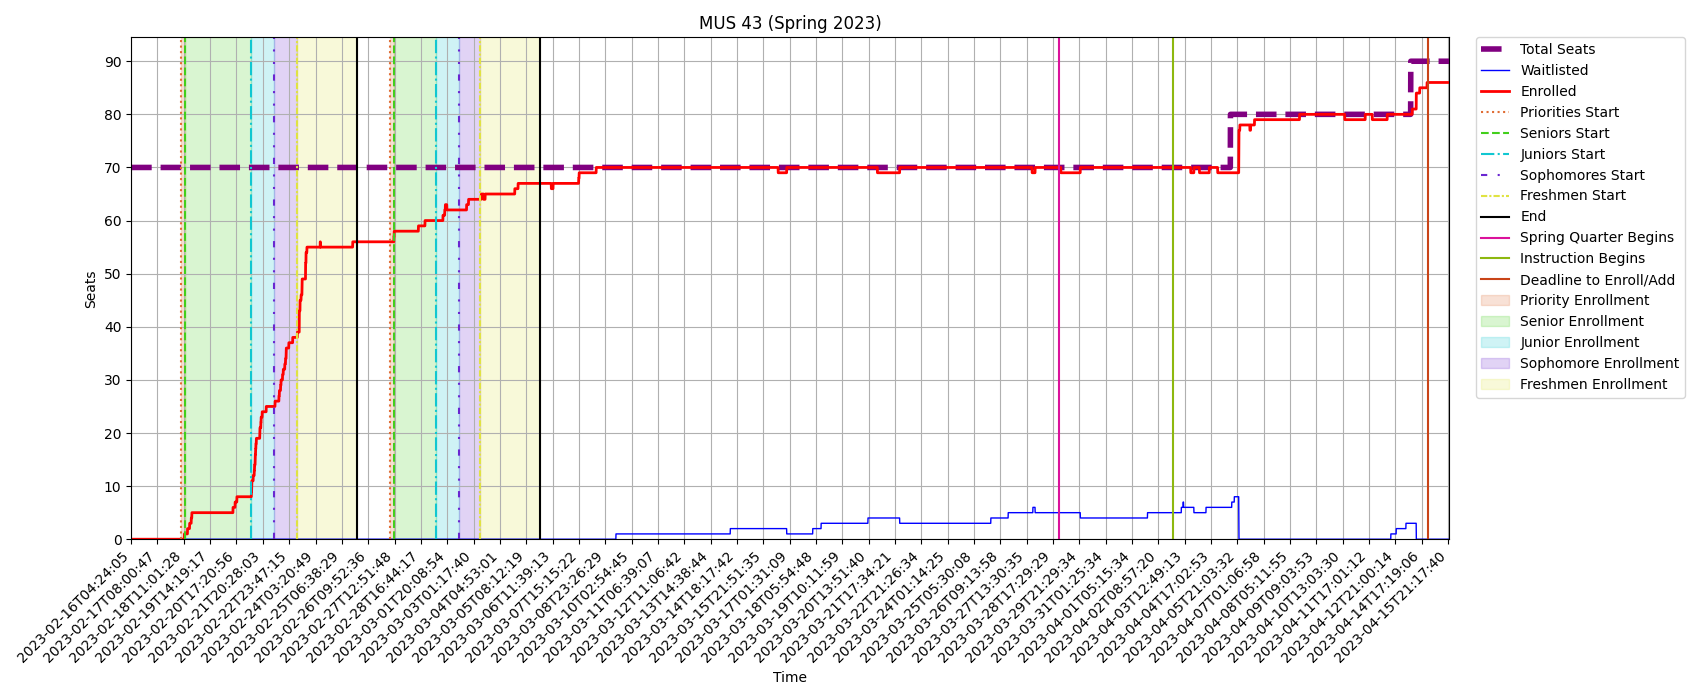 MUS 43 (Spring 2023)
Seats
90
80
70
60
50
40
30
20
10
0
2023-02-16T04:24:05
2023-02-17T08:00:47
2023-02-18T11:01:28
2023-02-19T14:19:17
2023-02-20T17:20:56
2023-02-21T20:28:03
2023-02-22T23:47:15
2023-02-24T03:20:49
2023-02-25T06:38:29
2023-02-26T09:52:36
2023-02-27T12:51:48
2023-02-28T16:44:17
2023-03-01T20:08:54
2023-03-03T01:17:40
2023-03-04T04:53:01
2023-03-05T08:12:19
2023-03-06T11:39:13
2023-03-07T15:15:22
2023-03-08T23:26:29
2023-03-10T02:54:45
2023-03-11T06:39:07
2023-03-12T11:06:42
2023-03-13T14:38:44
2023-03-14T18:17:42
2023-03-15T21:51:35
2023-03-17T01:31:09
2023-03-18T05:54:48
2023-03-19T10:11:59
2023-03-20T13:51:40
2023-03-21T17:34:21
2023-03-22T21:26:34
2023-03-24T01:14:25
2023-03-25T05:30:08
2023-03-26T09:13:58
2023-03-27T13:30:35
2023-03-28T17:29:29
2023-03-29T21:29:34
2023-03-31T01:25:34
2023-04-01T05:15:34
2023-04-02T08:57:20
2023-04-03T12:49:13
2023-04-04T17:02:53
2023-04-05T21:03:32
2023-04-07T01:06:58
2023-04-08T05:11:55
2023-04-09T09:03:53
2023-04-10T13:03:30
2023-04-11T17:01:12
2023-04-12T21:00:14
2023-04-14T17:19:06
2023-04-15T21:17:40
Time
Total Seats
Waitlisted
Enrolled
Priorities Start
Seniors Start
Juniors Start
Sophomores Start
Freshmen Start
End
Spring Quarter Begins
Instruction Begins
Deadline to Enroll/Add
Priority Enrollment
Senior Enrollment
Junior Enrollment
Sophomore Enrollment
Freshmen Enrollment